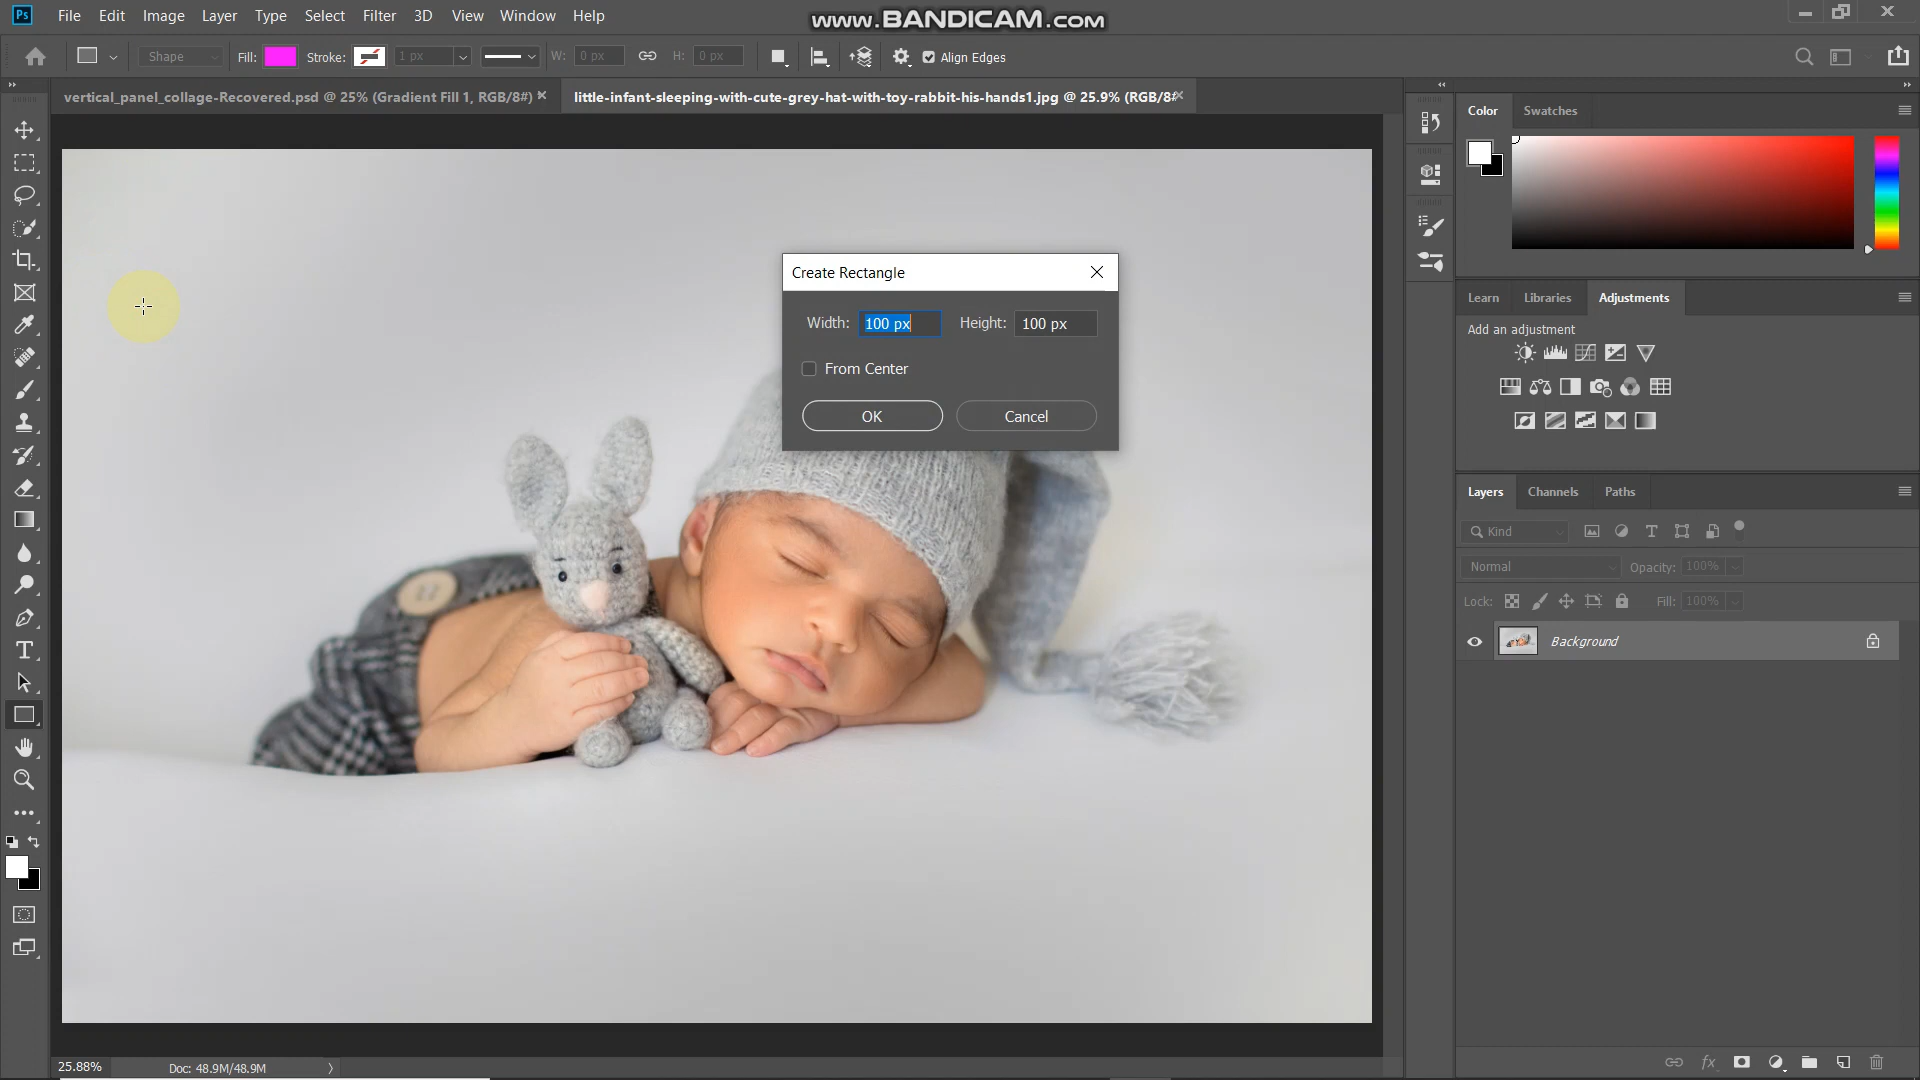 Ps File Edit Image Layer Type Select Filter 3D View Window Help
www.BANDICAM.com
Shape Fill: Stroke: 1 px W: 0 px H: 0 px Align Edges
vertical_panel_collage-Recovered.psd @ 25% (Gradient Fill 1, RGB/8#)
little-infant-sleeping-with-cute-grey-hat-with-toy-rabbit-his-hands1.jpg @ 25.9% (RGB/8#
Color Swatches
Create Rectangle
Width: 100 px Height: 100 px
From Center
OK Cancel
Learn Libraries Adjustments
Add an adjustment
Layers Channels Paths
Kind
Normal Opacity: 100%
Lock: Fill: 100%
Background
fx
25.88% Doc: 48.9M/48.9M